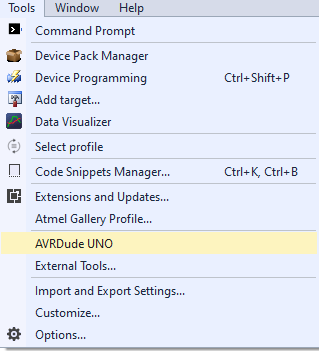 Tools Window Help
Command Prompt
Device Pack Manager
Device Programming Ctrl+Shift+P
Add target...
Data Visualizer
Select profile
Code Snippets Manager... Ctrl+K, Ctrl+B
Extensions and Updates...
Atmel Gallery Profile...
AVRDude UNO
External Tools...
Import and Export Settings...
Customize...
Options...